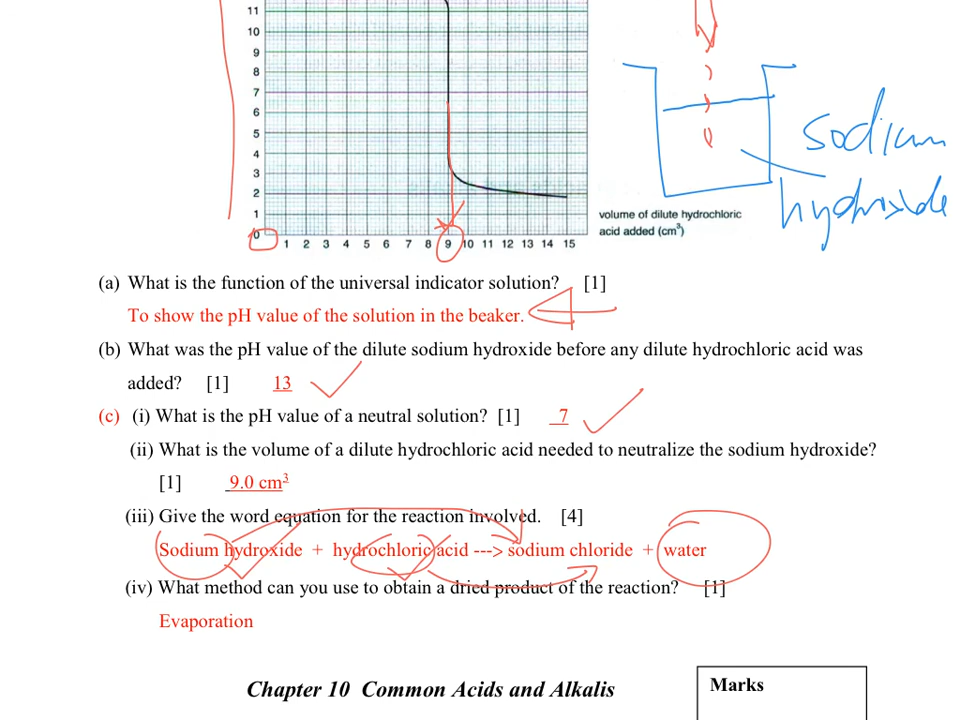 11
10
9
8
7
6
5
4
3
2
1
0
1 2 3 4 5 6 7 8 9 10 11 12 13 14 15
volume of dilute hydrochloric
acid added (cm³)
sodium
hydroxide
(a) What is the function of the universal indicator solution? [1]
To show the pH value of the solution in the beaker.
(b) What was the pH value of the dilute sodium hydroxide before any dilute hydrochloric acid was
added? [1] 13
(c) (i) What is the pH value of a neutral solution? [1] 7
(ii) What is the volume of a dilute hydrochloric acid needed to neutralize the sodium hydroxide?
[1] 9.0 cm³
(iii) Give the word equation for the reaction involved. [4]
Sodium hydroxide + hydrochloric acid ---> sodium chloride + water
(iv) What method can you use to obtain a dried product of the reaction? [1]
Evaporation
Chapter 10 Common Acids and Alkalis
Marks